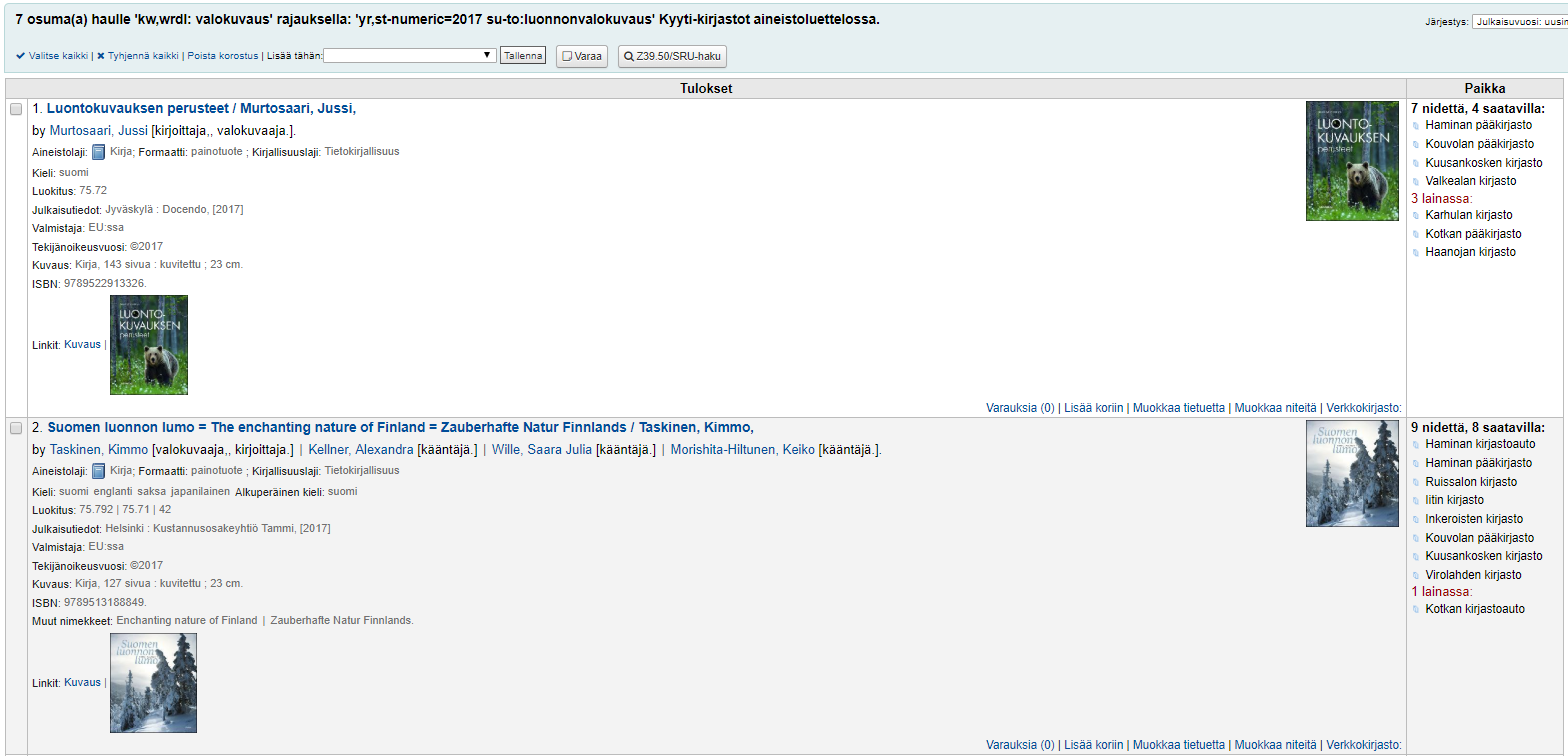 7 osuma(a) haulle 'kw,wrdl: valokuvaus' rajauksella: 'yr,st-numeric=2017 su-to:luonnonvalokuvaus' Kyyti-kirjastot aineistoluettelossa.
Järjestys: Julkaisuvuosi: uusim
Valitse kaikki | Tyhjennä kaikki | Poista korostus | Lisää tähän: Tallenna Varaa Z39.50/SRU-haku
Tulokset Paikka
1. Luontokuvauksen perusteet / Murtosaari, Jussi,
by Murtosaari, Jussi [kirjoittaja,, valokuvaaja.].
Aineistolaji: Kirja; Formaatti: painotuote ; Kirjallisuuslaji: Tietokirjallisuus
Kieli: suomi
Luokitus: 75.72
Julkaisutiedot: Jyväskylä : Docendo, [2017]
Valmistaja: EU:ssa
Tekijänoikeusvuosi: ©2017
Kuvaus: Kirja, 143 sivua : kuvitettu ; 23 cm.
ISBN: 9789522913326.
LUONTO-
KUVAUKSEN
perusteet
Linkit: Kuvaus |
LUONTO-
KUVAUKSEN
perusteet
Varauksia (0) | Lisää koriin | Muokkaa tietuetta | Muokkaa niteitä | Verkkokirjasto:
7 nidettä, 4 saatavilla:
Haminan pääkirjasto
Kouvolan pääkirjasto
Kuusankosken kirjasto
Valkealan kirjasto
3 lainassa:
Karhulan kirjasto
Kotkan pääkirjasto
Haanojan kirjasto
2. Suomen luonnon lumo = The enchanting nature of Finland = Zauberhafte Natur Finnlands / Taskinen, Kimmo,
by Taskinen, Kimmo [valokuvaaja,, kirjoittaja.] | Kellner, Alexandra [kääntäjä.] | Wille, Saara Julia [kääntäjä.] | Morishita-Hiltunen, Keiko [kääntäjä.].
Aineistolaji: Kirja; Formaatti: painotuote ; Kirjallisuuslaji: Tietokirjallisuus
Kieli: suomi englanti saksa japanilainen Alkuperäinen kieli: suomi
Luokitus: 75.792 | 75.71 | 42
Julkaisutiedot: Helsinki : Kustannusosakeyhtiö Tammi, [2017]
Valmistaja: EU:ssa
Tekijänoikeusvuosi: ©2017
Kuvaus: Kirja, 127 sivua : kuvitettu ; 23 cm.
ISBN: 9789513188849.
Muut nimekkeet: Enchanting nature of Finland | Zauberhafte Natur Finnlands.
Suomen
luonnon
lumo
Linkit: Kuvaus |
Suomen
luonnon
lumo
Varauksia (0) | Lisää koriin | Muokkaa tietuetta | Muokkaa niteitä | Verkkokirjasto:
9 nidettä, 8 saatavilla:
Haminan kirjastoauto
Haminan pääkirjasto
Ruissalon kirjasto
Iitin kirjasto
Inkeroisten kirjasto
Kouvolan pääkirjasto
Kuusankosken kirjasto
Virolahden kirjasto
1 lainassa:
Kotkan kirjastoauto